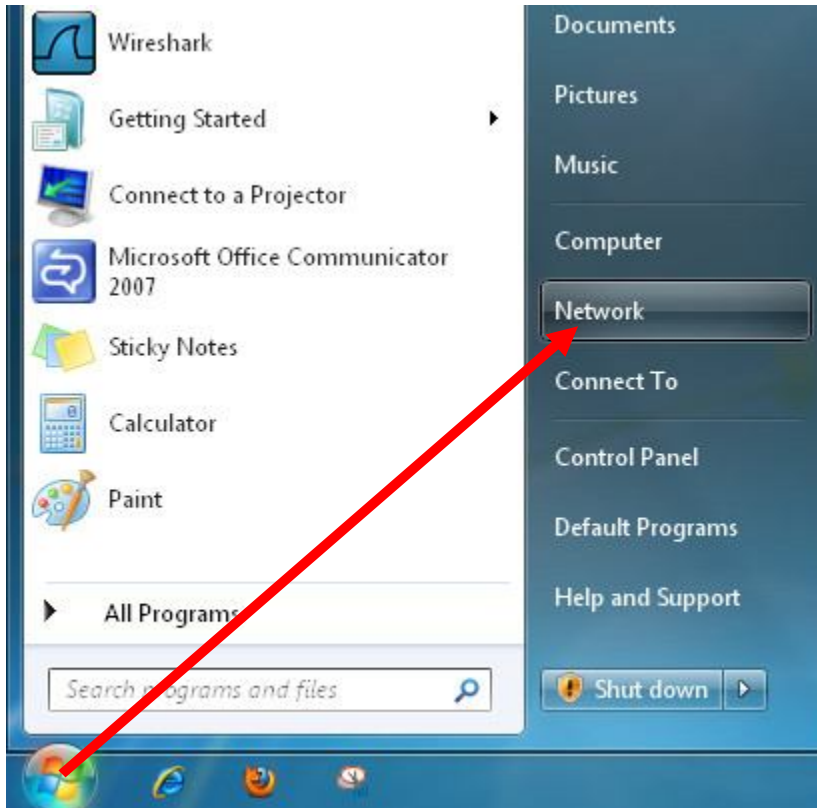 Wireshark
Getting Started
Connect to a Projector
Microsoft Office Communicator
2007
Sticky Notes
Calculator
Paint
All Programs
Search programs and files
Documents
Pictures
Music
Computer
Network
Connect To
Control Panel
Default Programs
Help and Support
Shut down